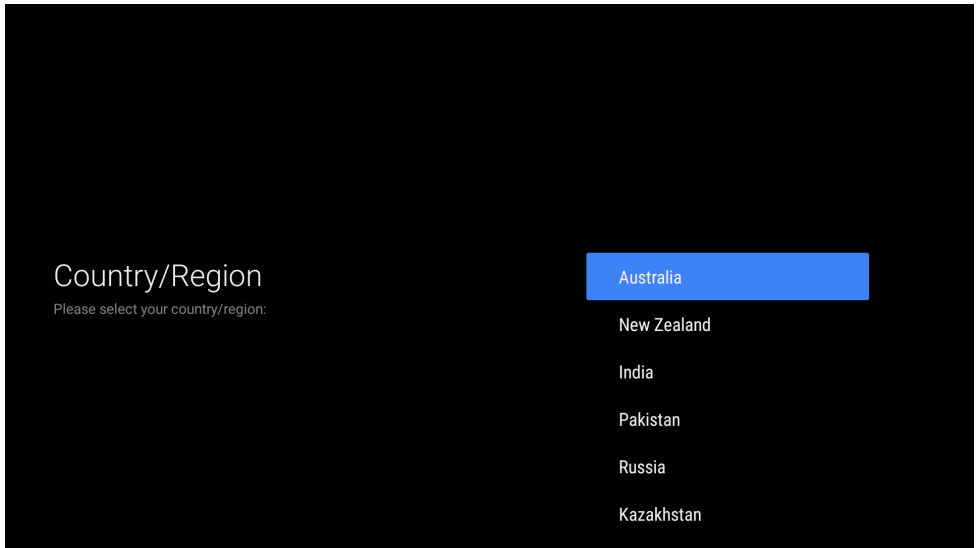 Country/Region
Please select your country/region:
Australia
New Zealand
India
Pakistan
Russia
Kazakhstan